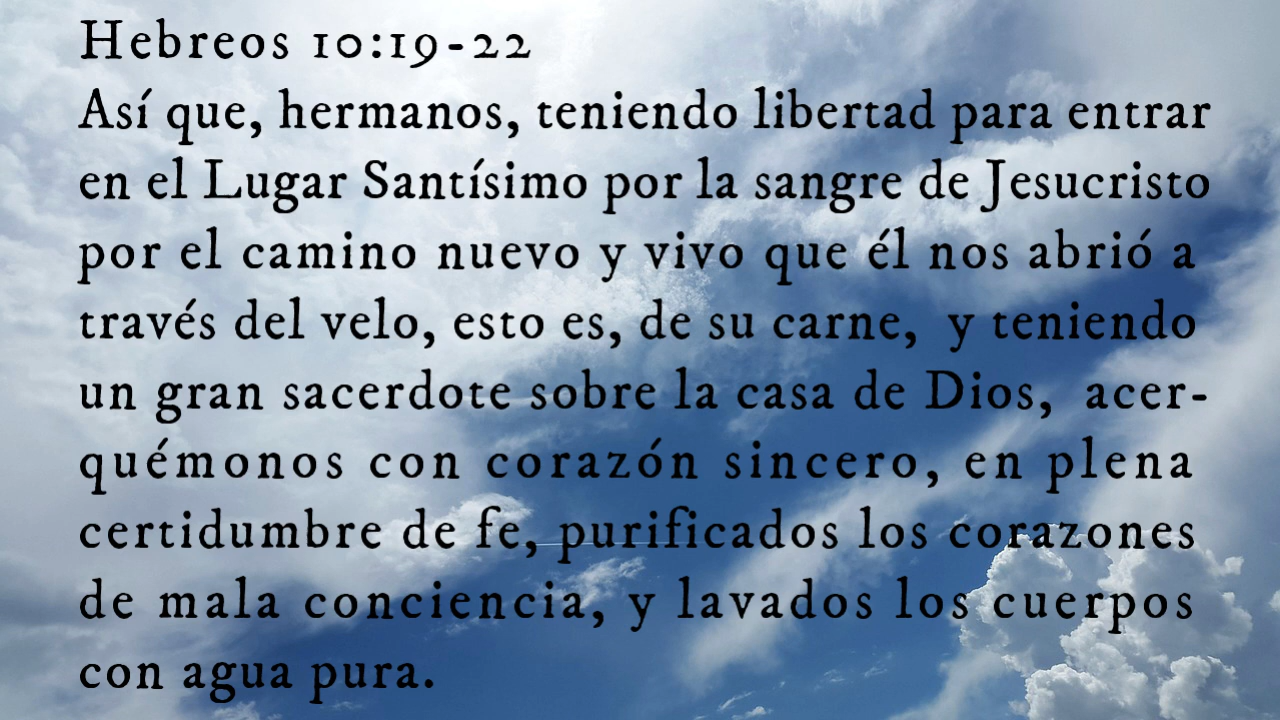 Hebreos 10:19-22
Así que, hermanos, teniendo libertad para entrar
en el Lugar Santísimo por la sangre de Jesucristo
por el camino nuevo y vivo que él nos abrió a
través del velo, esto es, de su carne, y teniendo
un gran sacerdote sobre la casa de Dios, acer-
quémonos con corazón sincero, en plena
certidumbre de fe, purificados los corazones
de mala conciencia, y lavados los cuerpos
con agua pura.